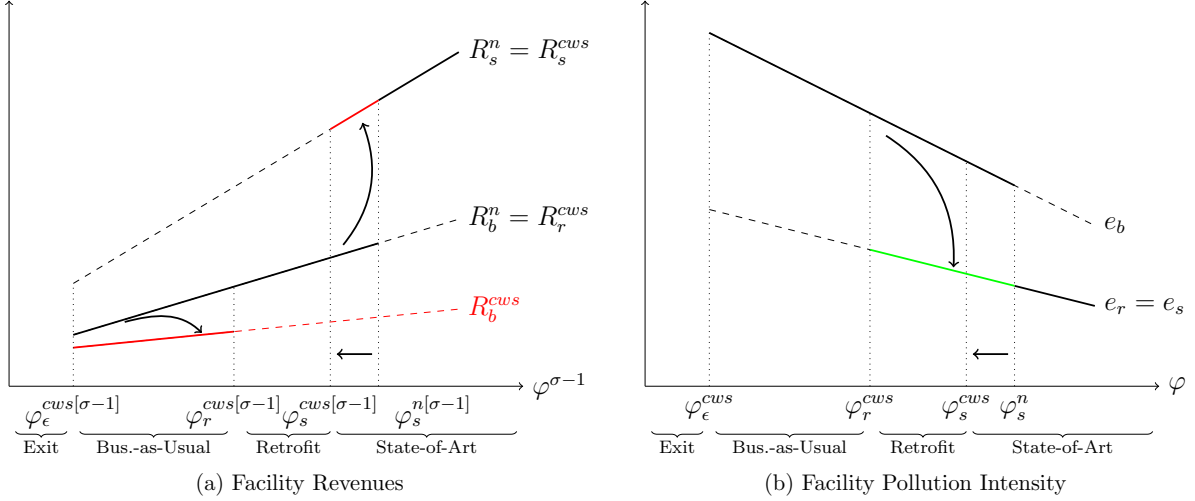 R_s^n = R_s^{cws}
R_b^n = R_r^{cws}
R_b^{cws}
φ^{σ−1}
φ_ϵ^{cws[σ−1]} φ_r^{cws[σ−1]} φ_s^{cws[σ−1]} φ_s^{n[σ−1]}
Exit Bus.-as-Usual Retrofit State-of-Art
(a) Facility Revenues
e_b
e_r = e_s
φ
φ_ϵ^{cws} φ_r^{cws} φ_s^{cws} φ_s^n
Exit Bus.-as-Usual Retrofit State-of-Art
(b) Facility Pollution Intensity